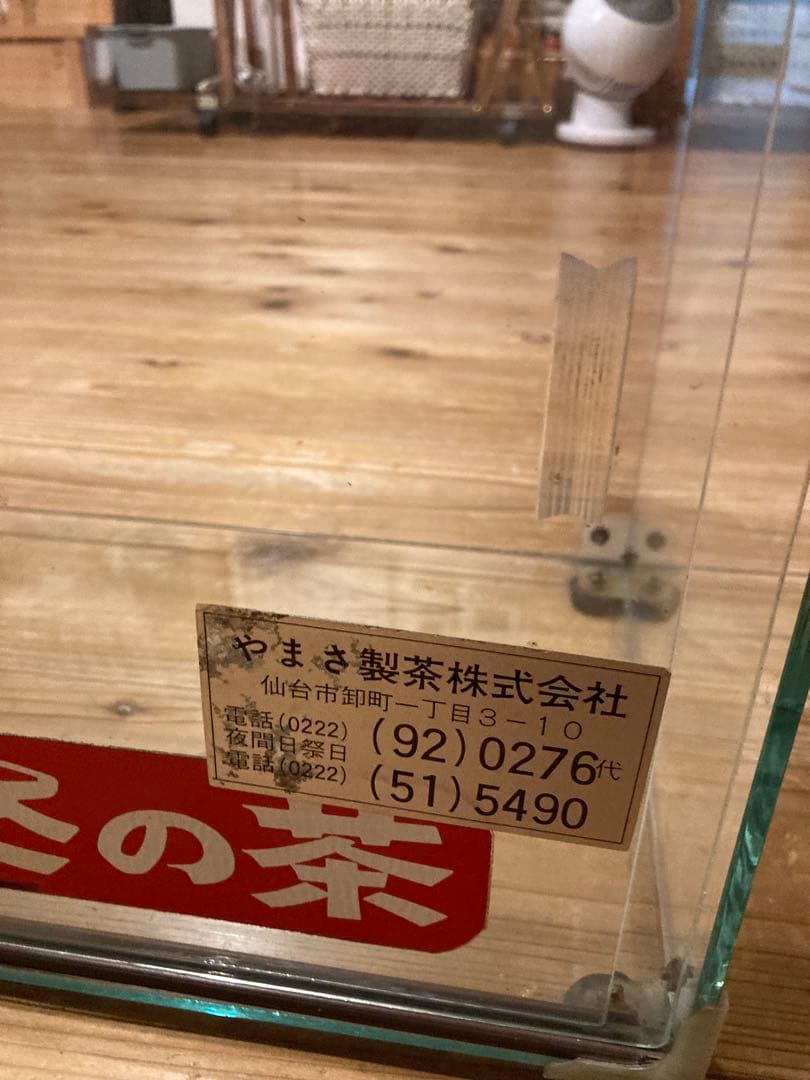 やまさ製茶株式会社
仙台市卸町一丁目3-10
電話(0222) (92)0276代
夜間日祭日
電話(0222) (51)5490
の茶